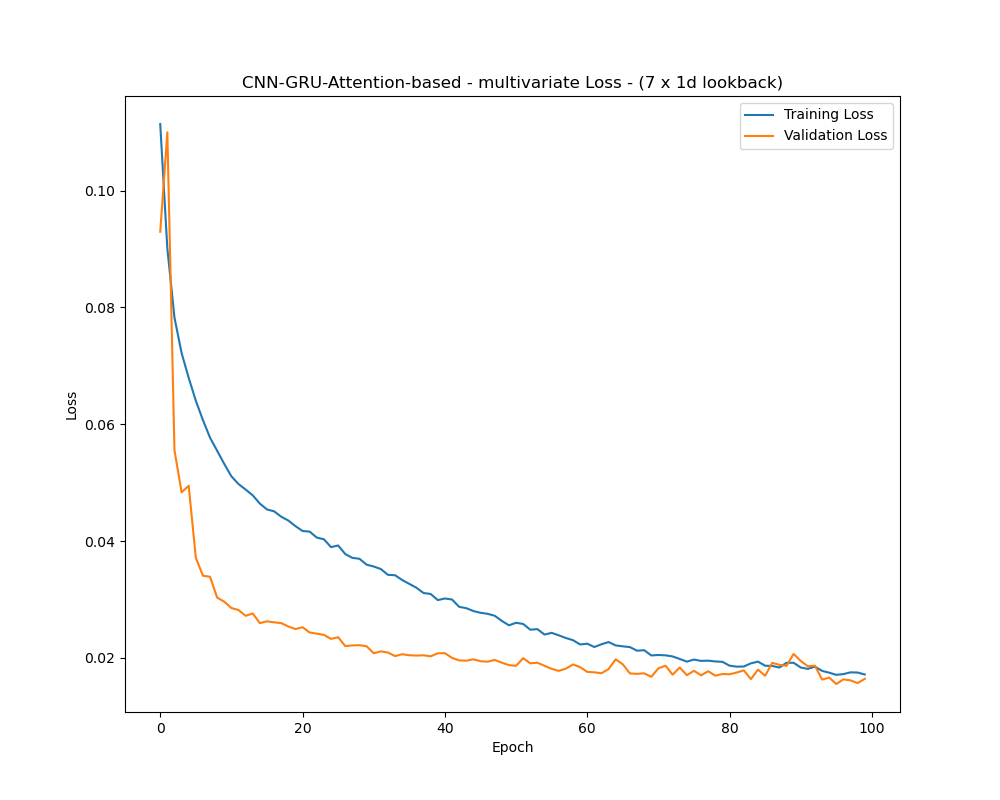 CNN-GRU-Attention-based - multivariate Loss - (7 x 1d lookback)
Training Loss
Validation Loss
0.10
0.08
0.06
0.04
0.02
Loss
0 20 40 60 80 100
Epoch